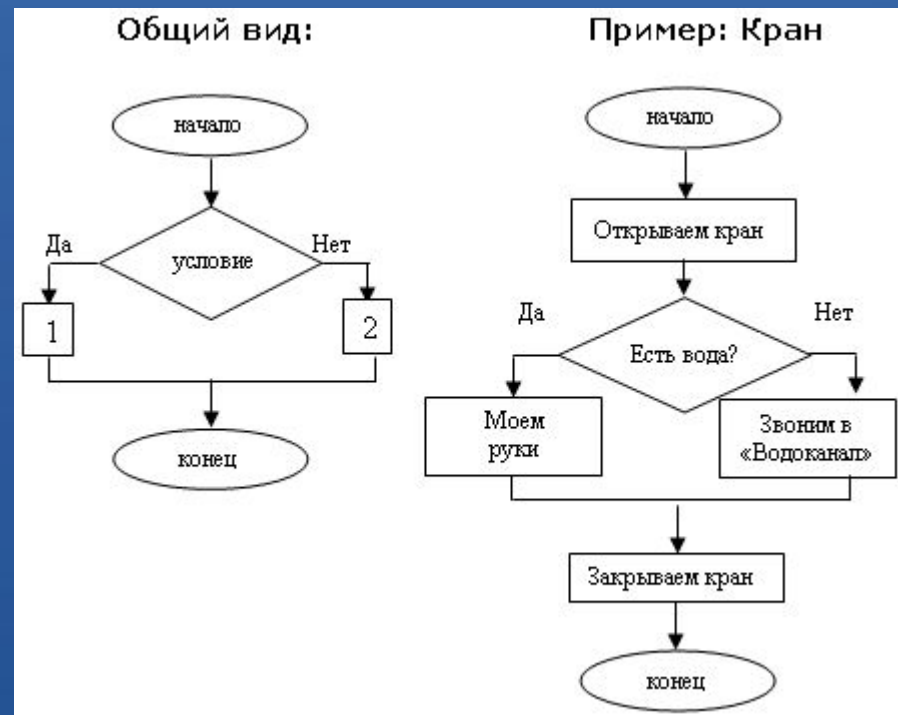 Общий вид:
начало
условие
Да
Нет
1
2
конец
Пример: Кран
начало
Открываем кран
Есть вода?
Да
Нет
Моем
руки
Звоним в
«Водоканал»
Закрываем кран
конец